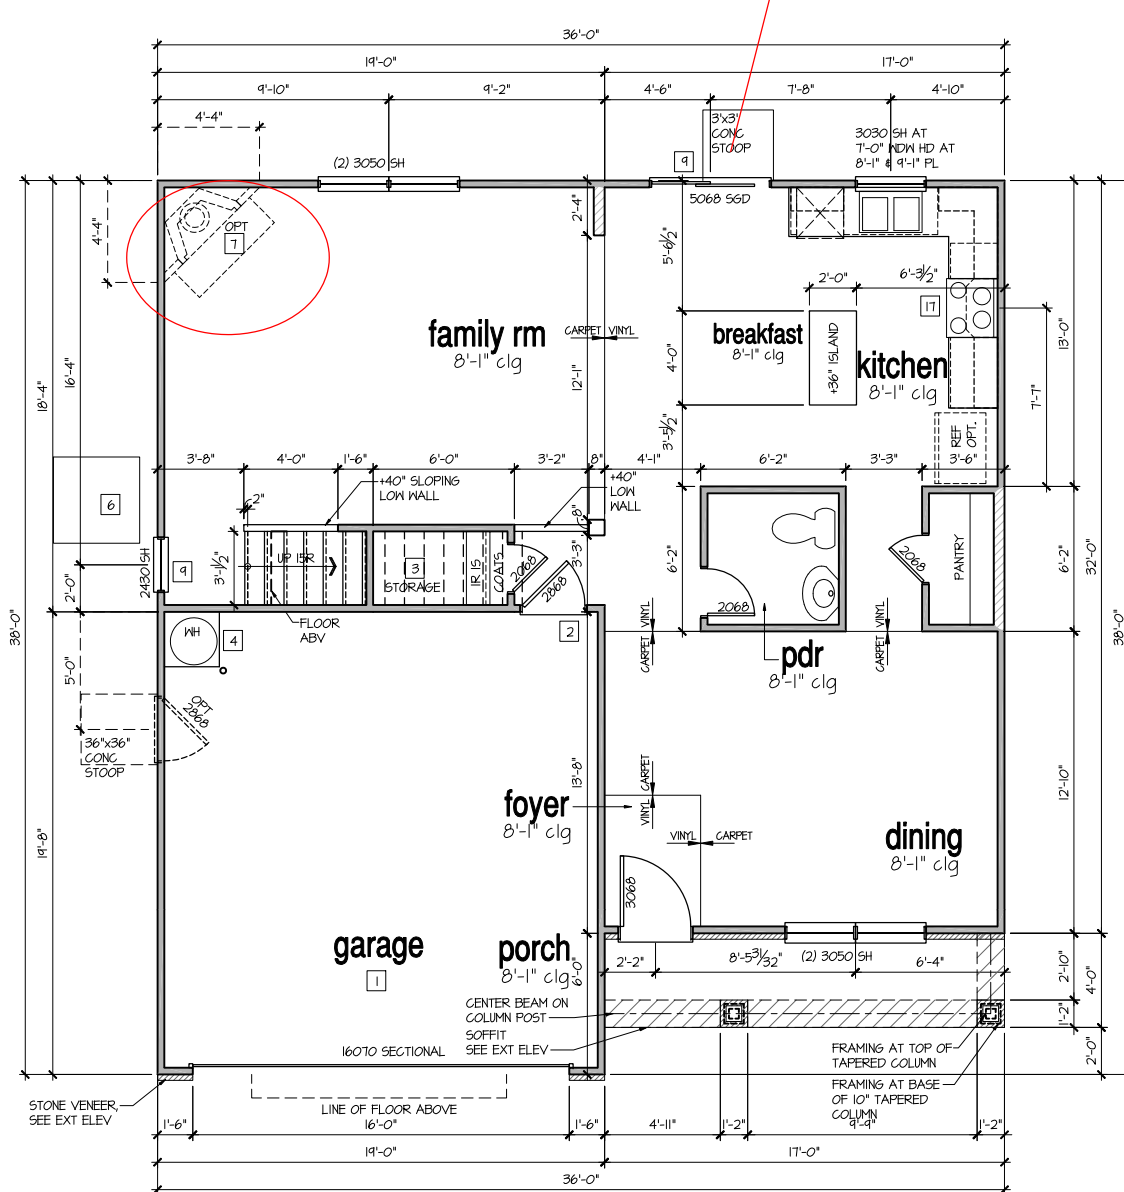 36'-0"
19'-0"
17'-0"
9'-10"
9'-2"
4'-6"
7'-8"
4'-10"
4'-4"
3'x3'
CONC
STOOP
3030 SH AT
7'-0" WDW HD AT
8'-1" & 9'-1" PL
(2) 3050 SH
9
5068 SGD
4'-4"
OPT
7
2'-4"
5'-6 1/2"
2'-0"
6'-3 1/2"
17
family rm
8'-1" clg
CARPET
VINYL
breakfast
8'-1" clg
+36" ISLAND
kitchen
8'-1" clg
13'-0"
16'-4"
18'-4"
12'-1"
4'-0"
7'-7"
3'-5 1/2"
REF
OPT.
3'-8"
4'-0"
1'-6"
6'-0"
3'-2"
8"
4'-1"
6'-2"
3'-3"
3'-6"
+40" SLOPING
LOW WALL
+40"
LOW
WALL
6
2"
8"
2430 SH
9
3'-1 1/2"
UP 15R
3
STORAGE
1R 1S
COATS
2068
2868
3'-3"
6'-2"
2068
PANTRY
6'-2"
32'-0"
2'-0"
2068
FLOOR
ABV
38'-0"
WH
4
2
VINYL
CARPET
VINYL
CARPET
38'-0"
pdr
8'-1" clg
5'-0"
OPT
2868
36"x36"
CONC
STOOP
13'-8"
CARPET
VINYL
foyer
8'-1" clg
12'-10"
19'-8"
VINYL
CARPET
dining
8'-1" clg
3068
garage
1
porch
8'-1" clg
6'-0"
2'-2"
8'-5 31/32"
(2) 3050 SH
6'-4"
2'-10"
4'-0"
CENTER BEAM ON
COLUMN POST
SOFFIT
SEE EXT ELEV
1'-2"
16070 SECTIONAL
FRAMING AT TOP OF
TAPERED COLUMN
2'-0"
FRAMING AT BASE
OF 10" TAPERED
COLUMN
STONE VENEER,
SEE EXT ELEV
LINE OF FLOOR ABOVE
1'-6"
16'-0"
1'-6"
4'-11"
1'-2"
9'-9"
1'-2"
19'-0"
17'-0"
36'-0"